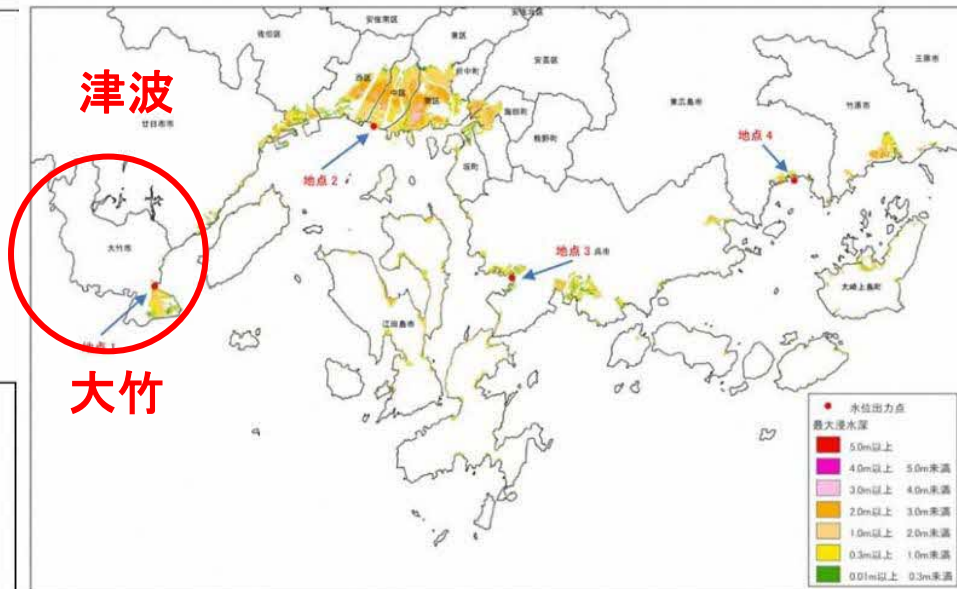 安佐南区
安佐北区
佐伯区
東区
安芸区
三原市
西区
府中町
津波
中区
南区
海田町
東広島市
竹原市
廿日市市
熊野町
地点4
坂町
地点2
大竹市
地点3
呉市
大崎上島町
江田島市
地点1
大竹
水位出力点
最大浸水深
5.0m以上
4.0m以上 5.0m未満
3.0m以上 4.0m未満
2.0m以上 3.0m未満
1.0m以上 2.0m未満
0.3m以上 1.0m未満
0.01m以上 0.3m未満